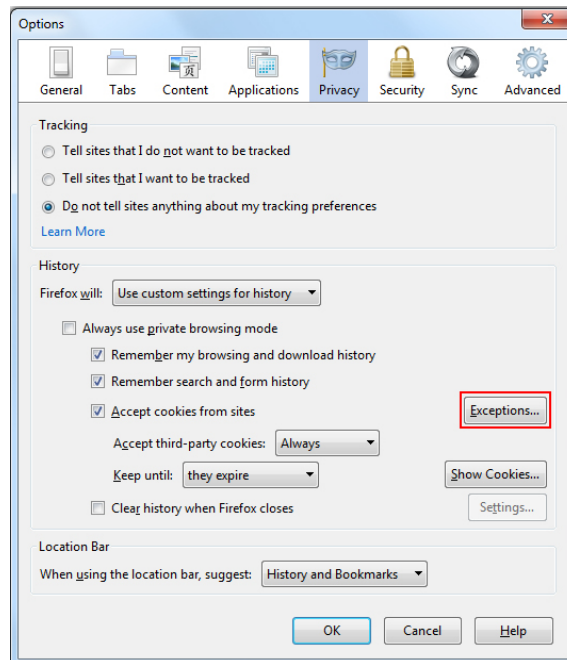 Options
General Tabs Content Applications Privacy Security Sync Advanced
Tracking
Tell sites that I do not want to be tracked
Tell sites that I want to be tracked
Do not tell sites anything about my tracking preferences
Learn More
History
Firefox will: Use custom settings for history
Always use private browsing mode
Remember my browsing and download history
Remember search and form history
Accept cookies from sites Exceptions...
Accept third-party cookies: Always
Keep until: they expire Show Cookies...
Clear history when Firefox closes Settings...
Location Bar
When using the location bar, suggest: History and Bookmarks
OK Cancel Help